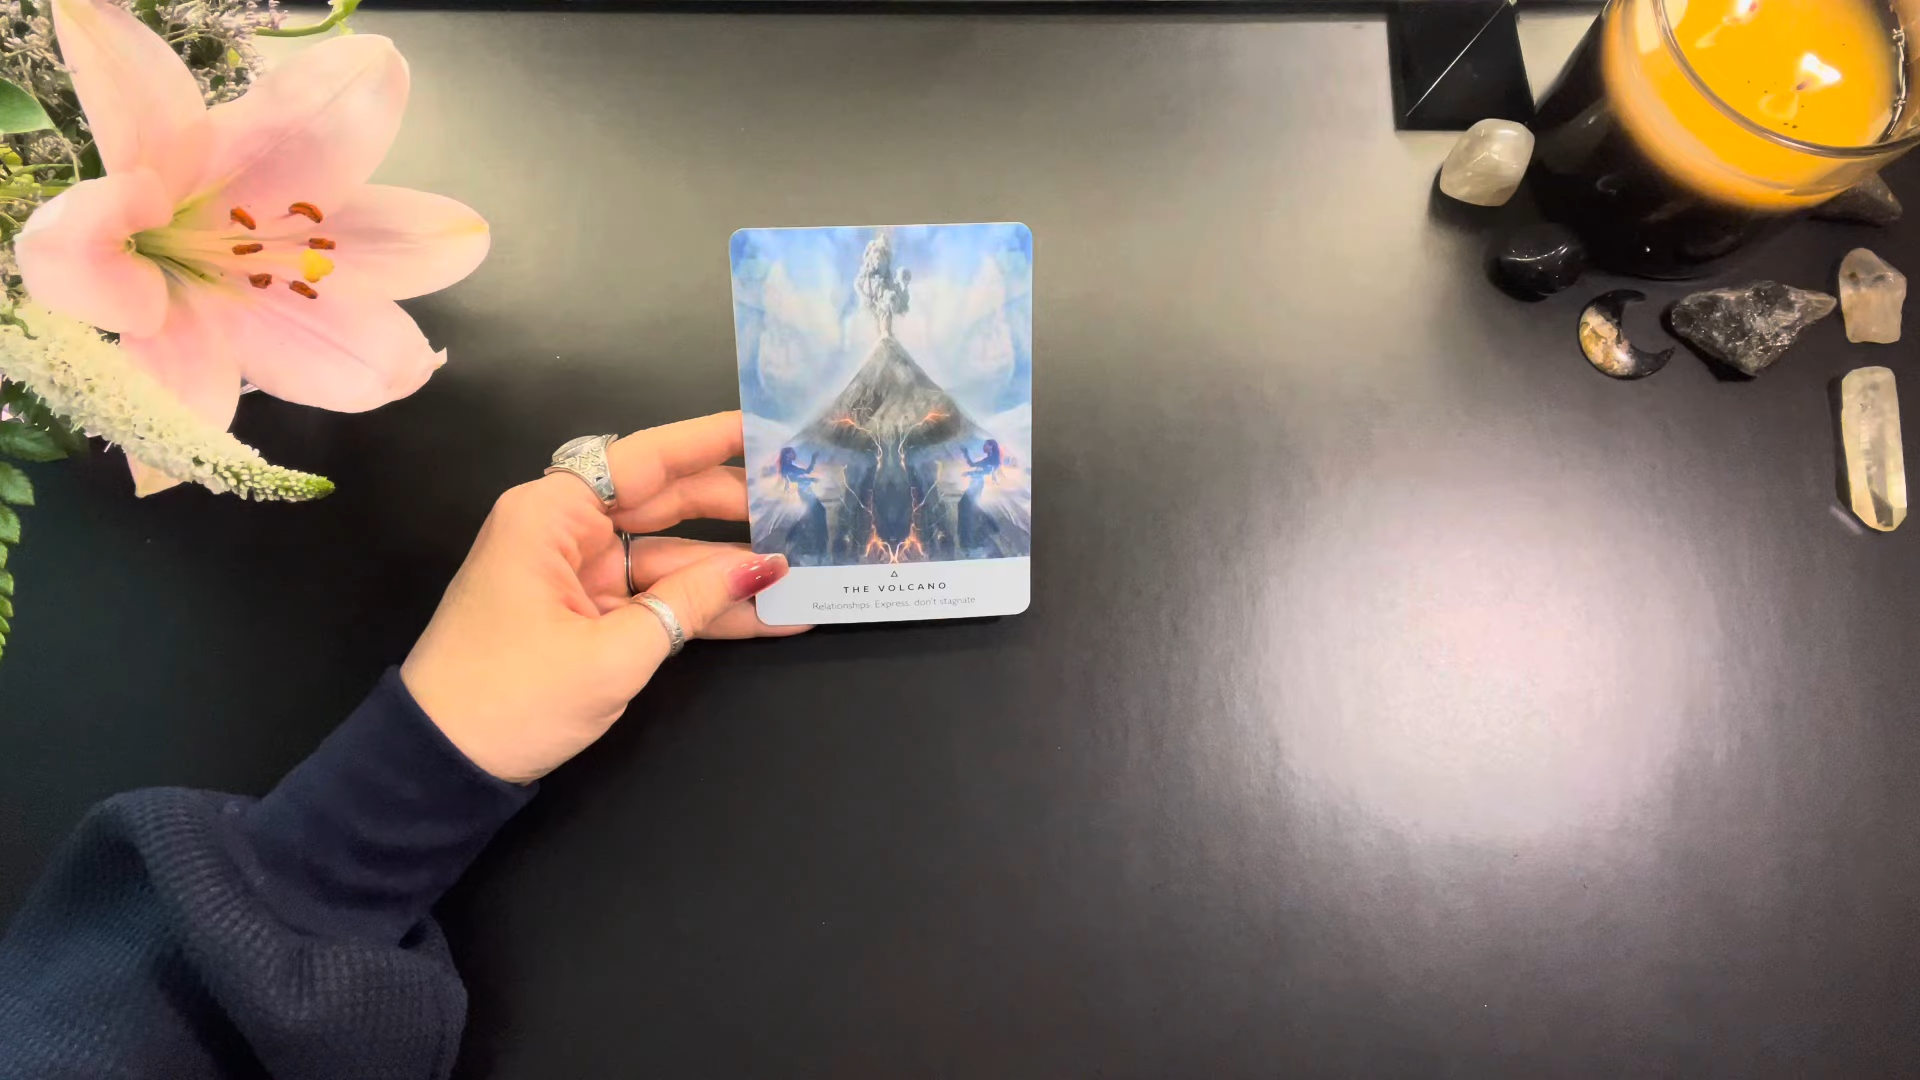 THE VOLCANO
Relationships. Express, don't stagnate